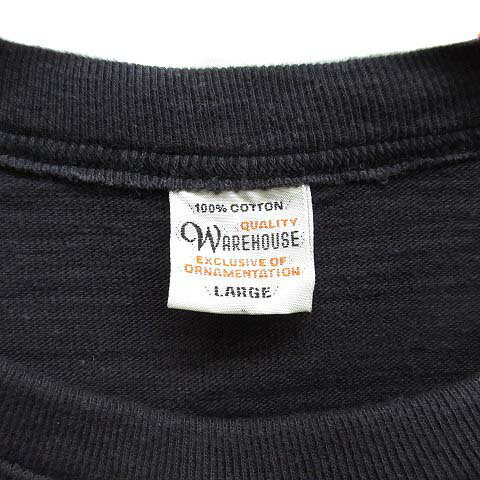 100% COTTON
QUALITY
WAREHOUSE
EXCLUSIVE OF
ORNAMENTATION
LARGE